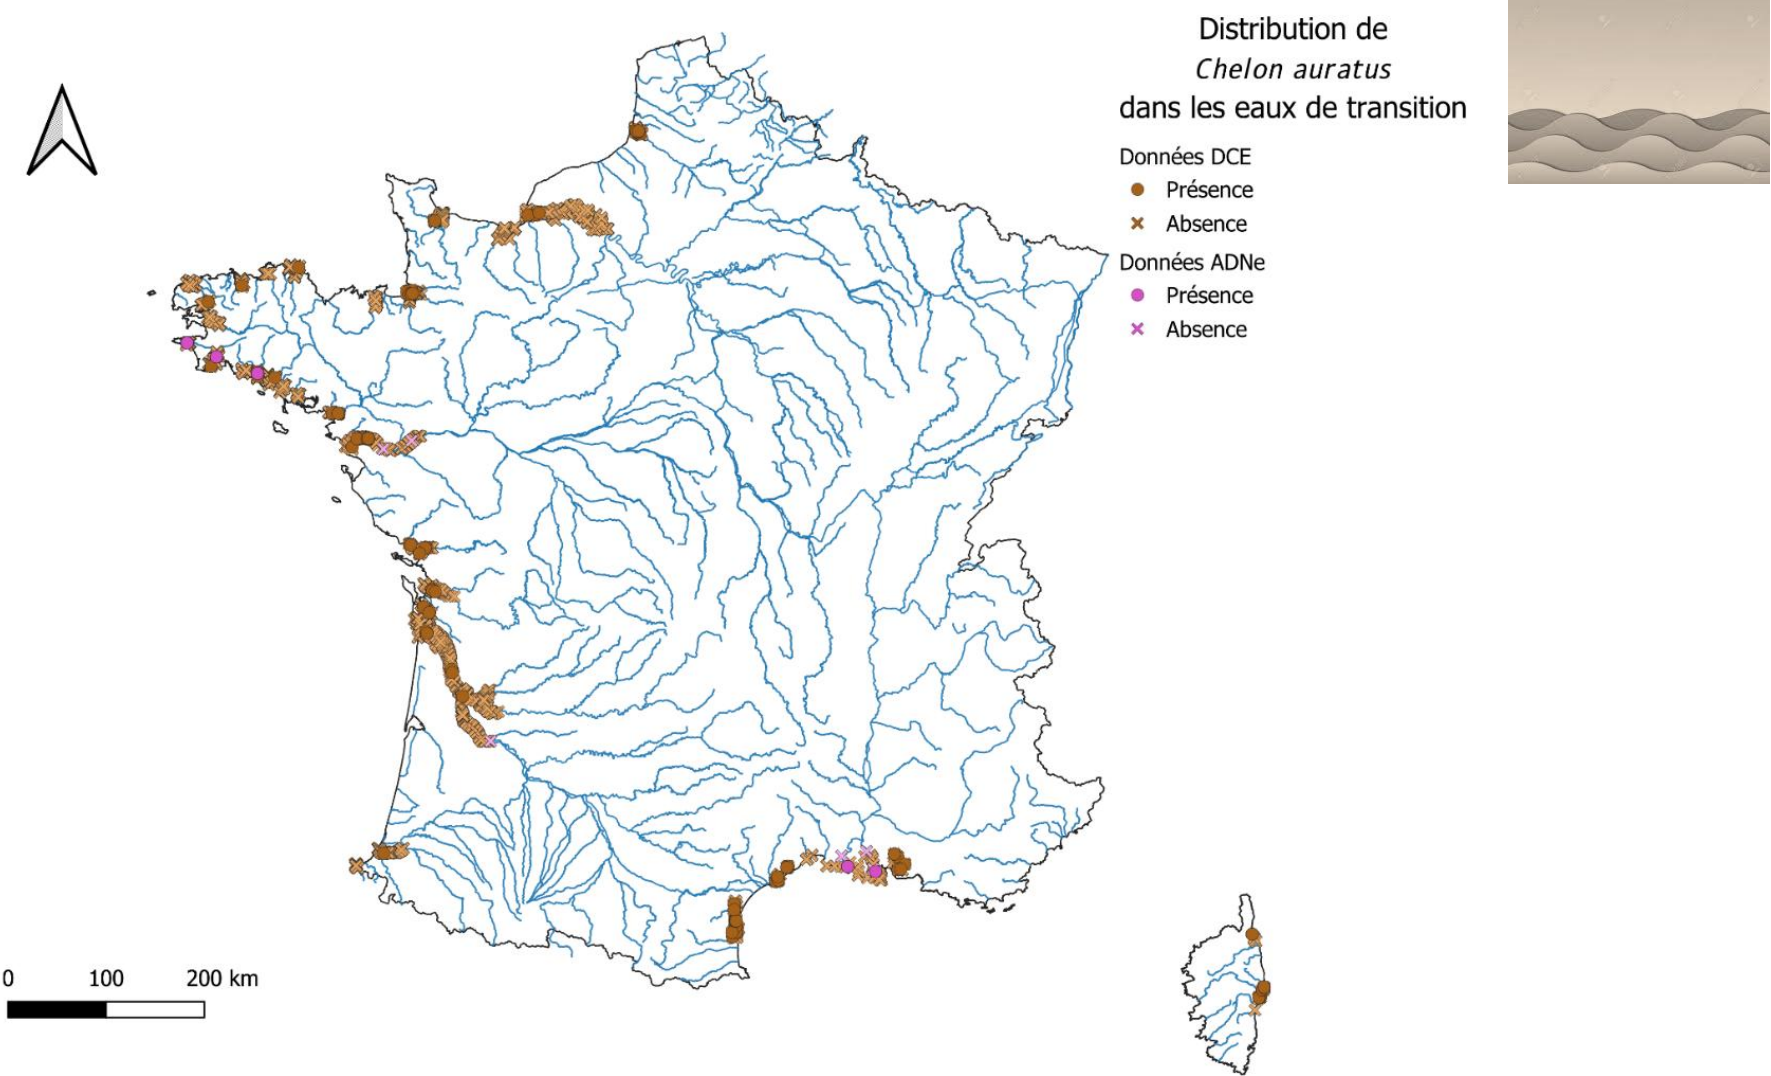 Distribution de
Chelon auratus
dans les eaux de transition
Données DCE
Présence
Absence
Données ADNe
Présence
Absence
0 100 200 km